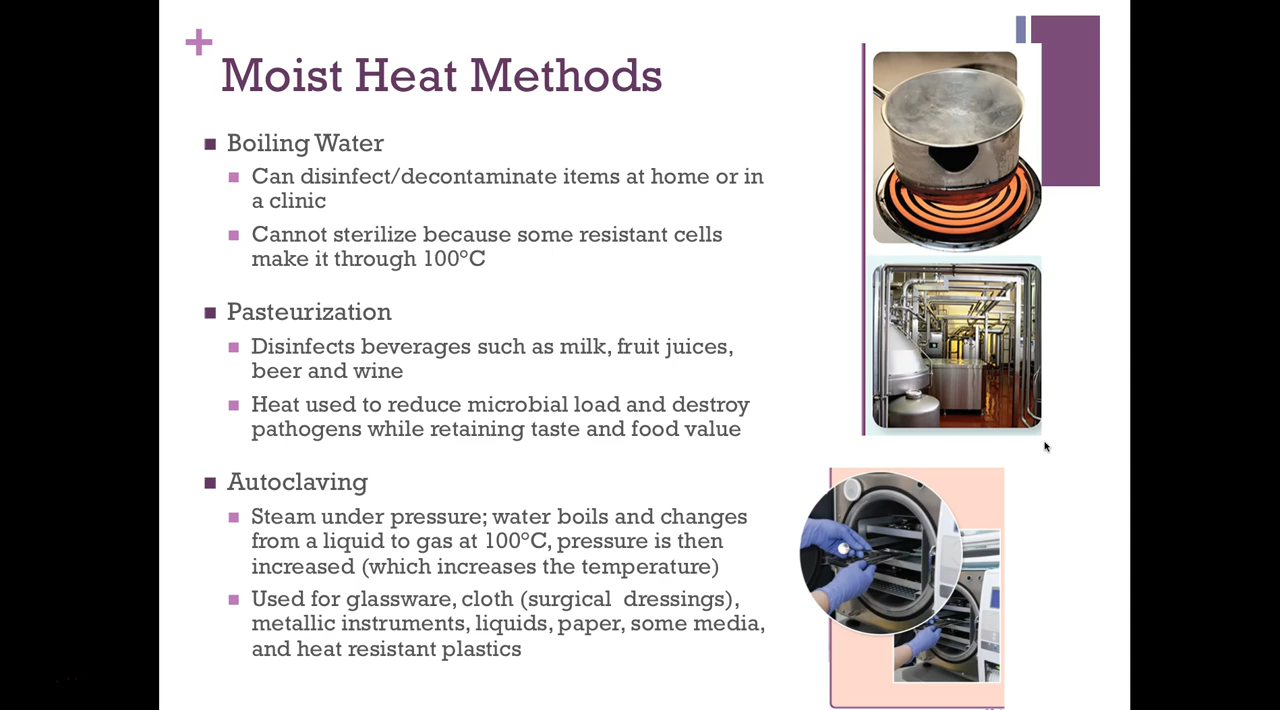 +
Moist Heat Methods
Boiling Water
Can disinfect/decontaminate items at home or in
a clinic
Cannot sterilize because some resistant cells
make it through 100°C
Pasteurization
Disinfects beverages such as milk, fruit juices,
beer and wine
Heat used to reduce microbial load and destroy
pathogens while retaining taste and food value
Autoclaving
Steam under pressure; water boils and changes
from a liquid to gas at 100°C, pressure is then
increased (which increases the temperature)
Used for glassware, cloth (surgical dressings),
metallic instruments, liquids, paper, some media,
and heat resistant plastics